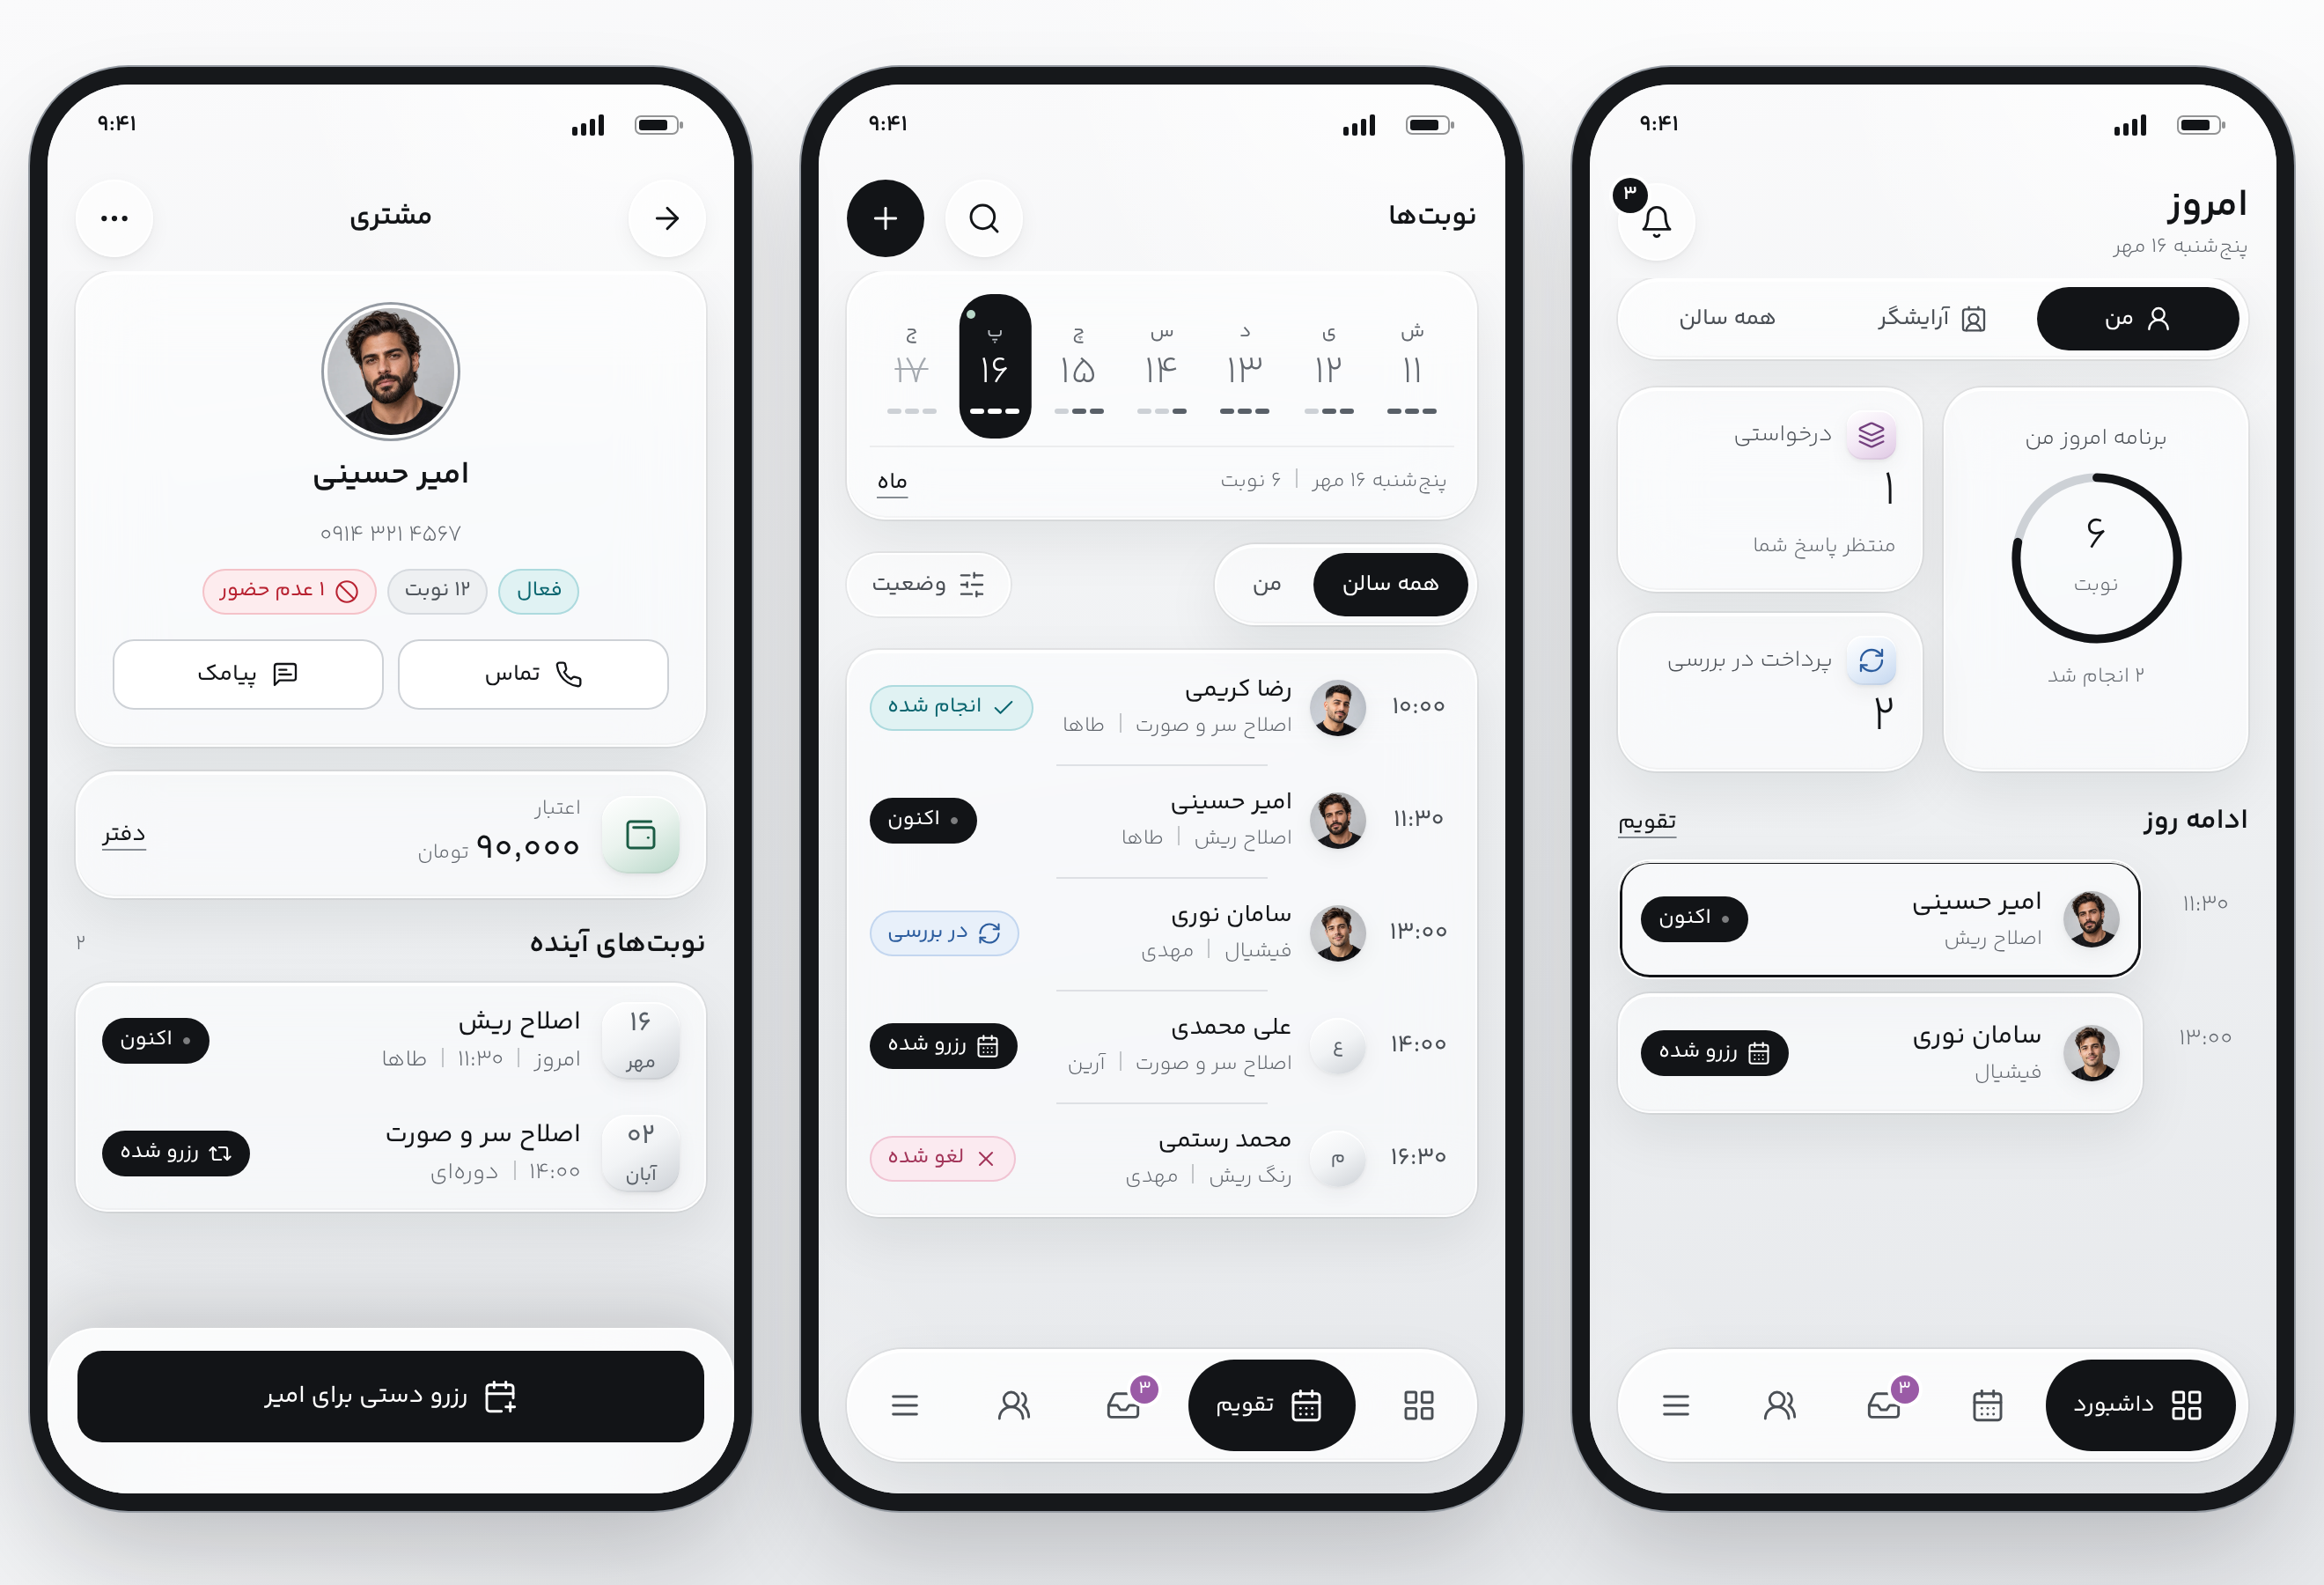 ۹:۴۱
امروز
پنج‌شنبه ۱۶ مهر
۳
من
آرایشگر
همه سالن
برنامه امروز من
۶
نوبت
۲ انجام شد
درخواستی
۱
منتظر پاسخ شما
پرداخت در بررسی
۲
ادامه روز
تقویم
۱۱:۳۰
امیر حسینی
اصلاح ریش
اکنون
۱۳:۰۰
سامان نوری
فیشیال
رزرو شده
داشبورد
۳
۹:۴۱
نوبت‌ها
ش ی د س چ پ ج
۱۱ ۱۲ ۱۳ ۱۴ ۱۵ ۱۶ ۱۷
پنج‌شنبه ۱۶ مهر | ۶ نوبت
ماه
همه سالن
من
وضعیت
۱۰:۰۰
رضا کریمی
اصلاح سر و صورت | طاها
انجام شده
۱۱:۳۰
امیر حسینی
اصلاح ریش | طاها
اکنون
۱۳:۰۰
سامان نوری
فیشیال | مهدی
در بررسی
۱۴:۰۰
ع
علی محمدی
اصلاح سر و صورت | آرین
رزرو شده
۱۶:۳۰
م
محمد رستمی
رنگ ریش | مهدی
لغو شده
تقویم
۳
۹:۴۱
مشتری
امیر حسینی
۰۹۱۴ ۳۲۱ ۴۵۶۷
فعال
۱۲ نوبت
۱ عدم حضور
تماس
پیامک
اعتبار
۹۰,۰۰۰ تومان
دفتر
نوبت‌های آینده
۲
۱۶
مهر
اصلاح ریش
امروز | ۱۱:۳۰ | طاها
اکنون
۰۲
آبان
اصلاح سر و صورت
۱۴:۰۰ | دوره‌ای
رزرو شده
رزرو دستی برای امیر